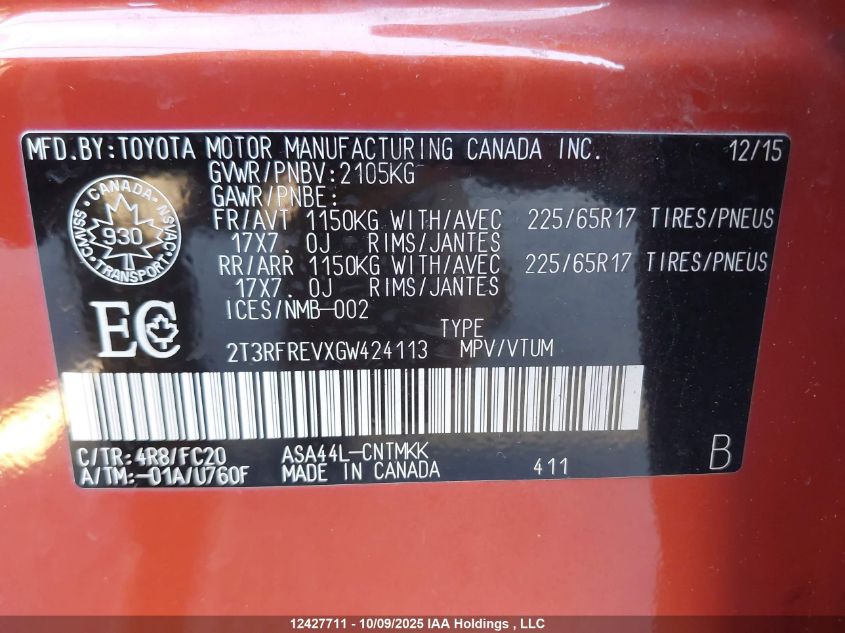 MFD.BY:TOYOTA MOTOR MANUFACTURING CANADA INC. 12/15
GVWR/PNBV:2105KG
GAWR/PNBE:
FR/AVT 1150KG WITH/AVEC 225/65R17 TIRES/PNEUS
17X7.0J RIMS/JANTES
RR/ARR 1150KG WITH/AVEC 225/65R17 TIRES/PNEUS
17X7.0J RIMS/JANTES
ICES/NMB-002
CANADA
CMVSS NSVAC
930
TRANSPORT
EC
TYPE
2T3RFREVXGW424113 MPV/VTUM
C/TR:4R8/FC20 ASA44L-CNTMKK
A/TM:-01A/U760F MADE IN CANADA 411 B
12427711 - 10/09/2025 IAA Holdings , LLC